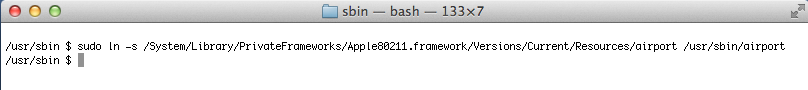 sbin — bash — 133×7
/usr/sbin $ sudo ln -s /System/Library/PrivateFrameworks/Apple80211.framework/Versions/Current/Resources/airport /usr/sbin/airport
/usr/sbin $